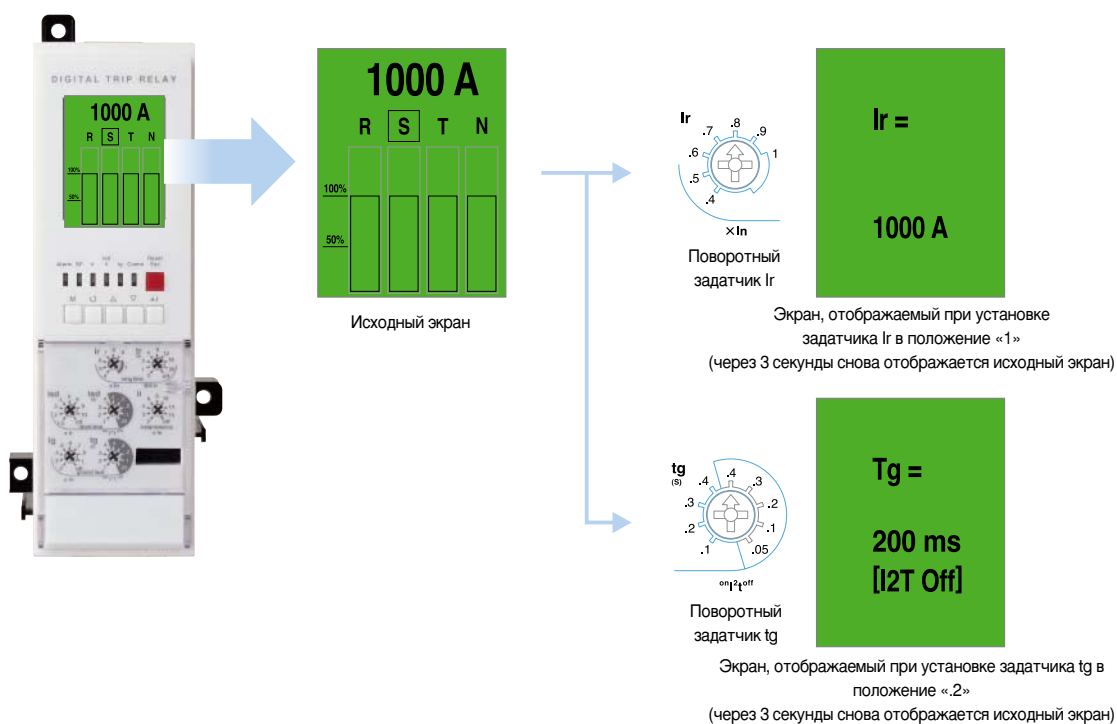 DIGITAL TRIP RELAY
1000 A
R S T N
100%
50%
M
1000 A
R S T N
100%
50%
Исходный экран
Ir
.4 .5 .6 .7 .8 .9 1
×In
Поворотный
задатчик Ir
Ir =
1000 A
Экран, отображаемый при установке
задатчика Ir в положение «1»
(через 3 секунды снова отображается исходный экран)
tg
(S)
.1 .2 .3 .4 .4 .3 .2 .1 .05
onI²toff
Поворотный
задатчик tg
Tg =
200 ms
[I2T Off]
Экран, отображаемый при установке задатчика tg в
положение «.2»
(через 3 секунды снова отображается исходный экран)